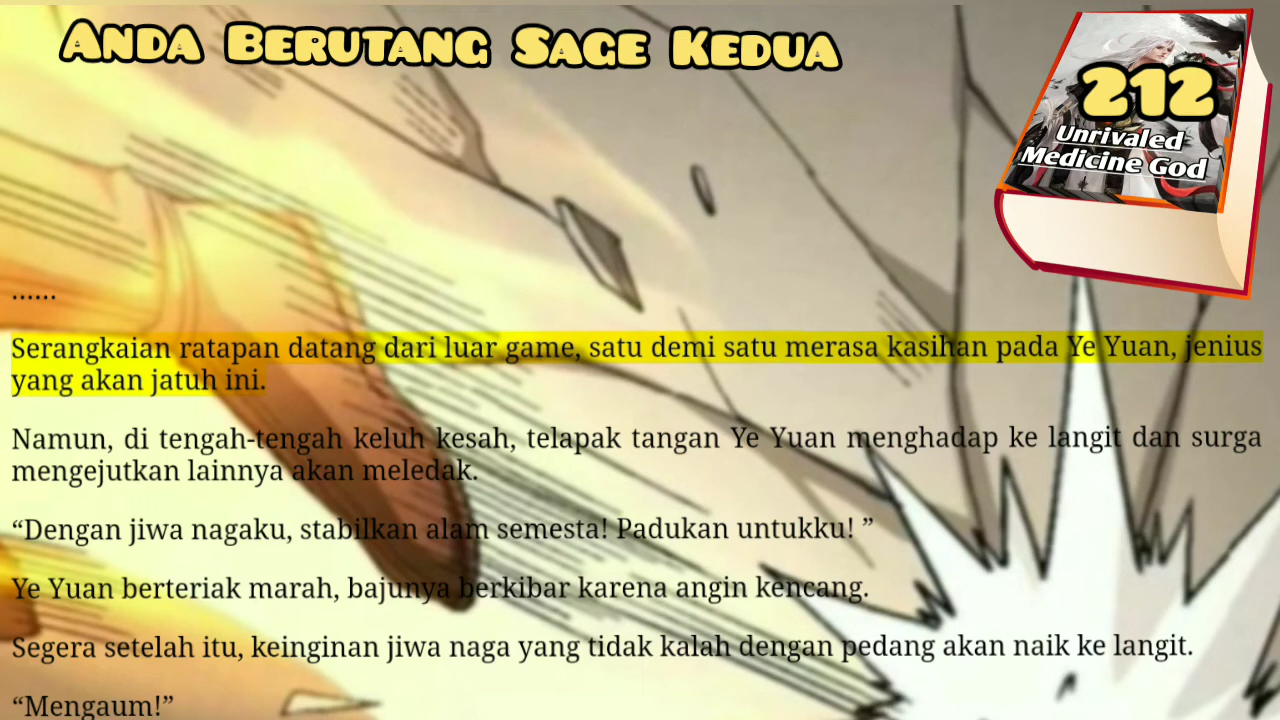 Anda Berutang Sage Kedua
212
Unrivaled
Medicine God
......
Serangkaian ratapan datang dari luar game, satu demi satu merasa kasihan pada Ye Yuan, jenius
yang akan jatuh ini.
Namun, di tengah-tengah keluh kesah, telapak tangan Ye Yuan menghadap ke langit dan surga
mengejutkan lainnya akan meledak.
“Dengan jiwa nagaku, stabilkan alam semesta! Padukan untukku! ”
Ye Yuan berteriak marah, bajunya berkibar karena angin kencang.
Segera setelah itu, keinginan jiwa naga yang tidak kalah dengan pedang akan naik ke langit.
“Mengaum!”